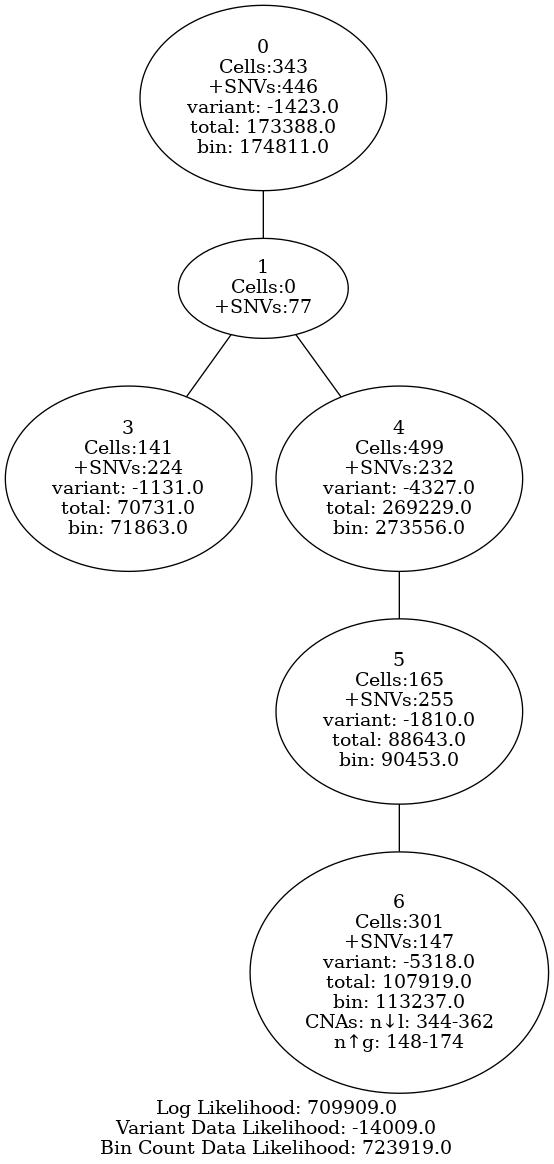 0
Cells:343
+SNVs:446
variant: -1423.0
total: 173388.0
bin: 174811.0
1
Cells:0
+SNVs:77
3
Cells:141
+SNVs:224
variant: -1131.0
total: 70731.0
bin: 71863.0
4
Cells:499
+SNVs:232
variant: -4327.0
total: 269229.0
bin: 273556.0
5
Cells:165
+SNVs:255
variant: -1810.0
total: 88643.0
bin: 90453.0
6
Cells:301
+SNVs:147
variant: -5318.0
total: 107919.0
bin: 113237.0
CNAs: n↓l: 344-362
n↑g: 148-174
Log Likelihood: 709909.0
Variant Data Likelihood: -14009.0
Bin Count Data Likelihood: 723919.0